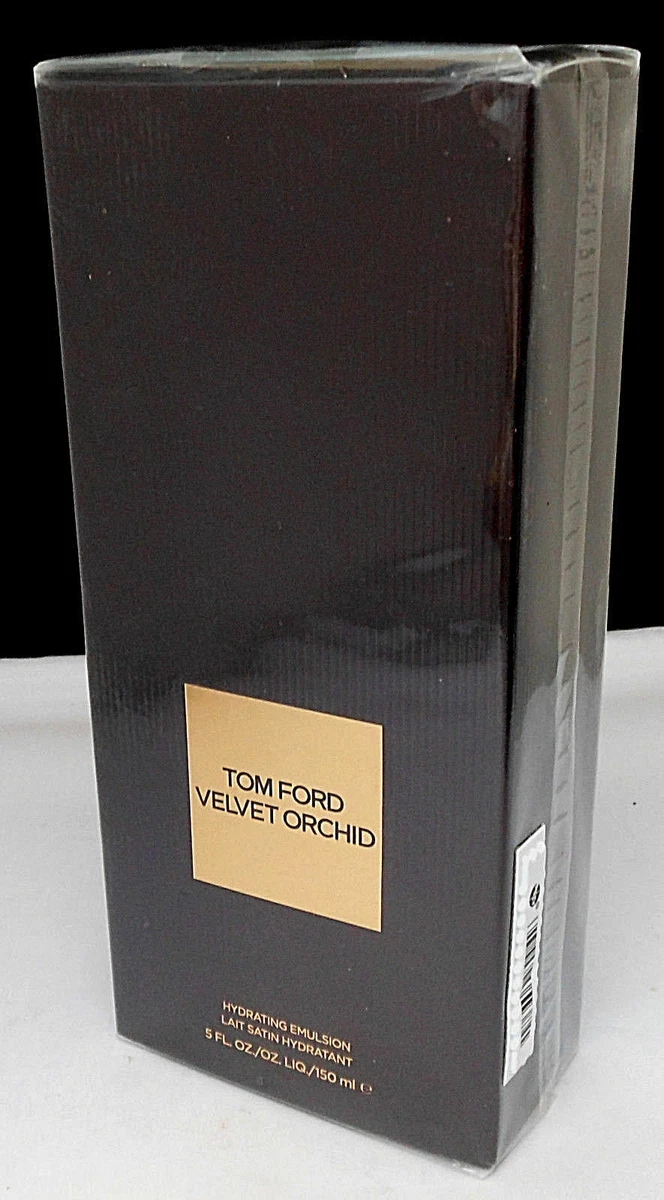 TOM FORD
VELVET ORCHID
HYDRATING EMULSION
LAIT SATIN HYDRATANT
5 FL. OZ./OZ. LIQ./150 ml ℮